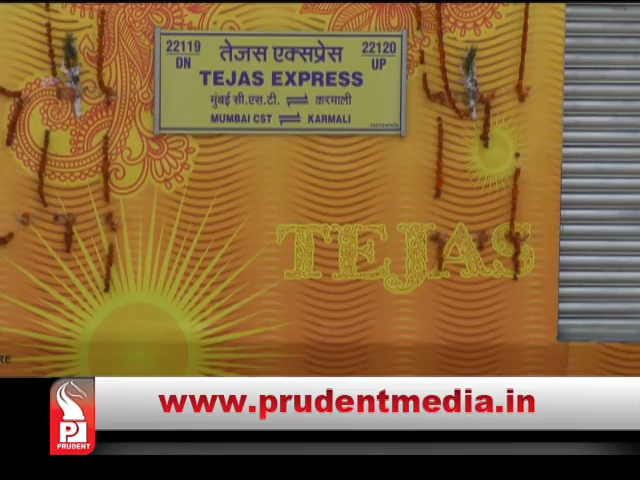 22119 तेजस एक्सप्रेस 22120
DN TEJAS EXPRESS UP
मुंबई सी.एस.टी. ⇌ करमाली
MUMBAI CST ⇌ KARMALI
TEJAS
RE
www.prudentmedia.in
PRUDENT